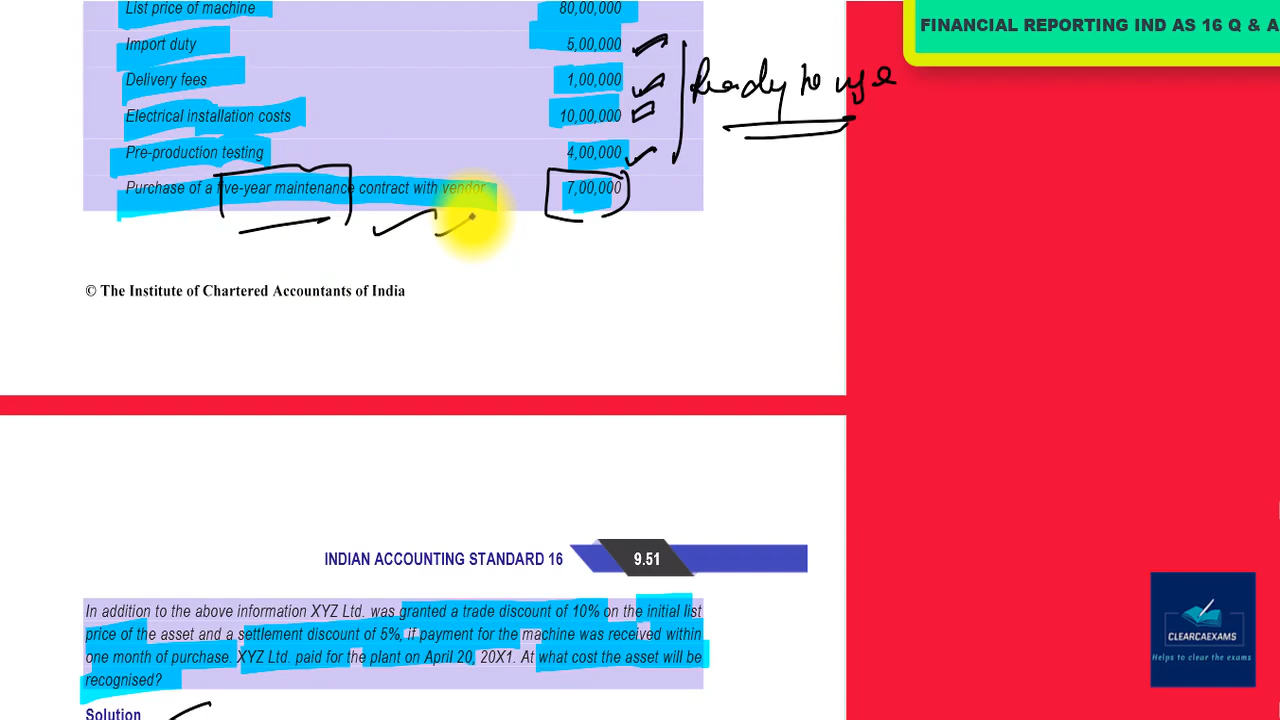 List price of machine 80,00,000
FINANCIAL REPORTING IND AS 16 Q & A
Import duty 5,00,000
Delivery fees 1,00,000
Ready to use
Electrical installation costs 10,00,000
Pre-production testing 4,00,000
Purchase of a five-year maintenance contract with vendor 7,00,000
© The Institute of Chartered Accountants of India
INDIAN ACCOUNTING STANDARD 16 9.51
In addition to the above information XYZ Ltd. was granted a trade discount of 10% on the initial list
price of the asset and a settlement discount of 5%, if payment for the machine was received within
one month of purchase. XYZ Ltd. paid for the plant on April 20, 20X1. At what cost the asset will be
recognised?
Solution
CLEARCAEXAMS
Helps to clear the exams